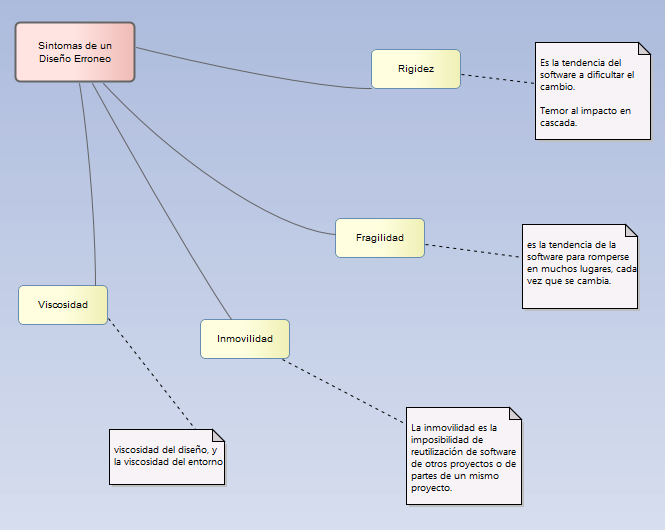 Sintomas de un
Diseño Erroneo
Rigidez
Es la tendencia del
software a dificultar el
cambio.
Temor al impacto en
cascada.
Fragilidad
es la tendencia de la
software para romperse
en muchos lugares, cada
vez que se cambia.
Viscosidad
Inmovilidad
viscosidad del diseño, y
la viscosidad del entorno
La inmovilidad es la
imposibilidad de
reutilización de software
de otros proyectos o de
partes de un mismo
proyecto.